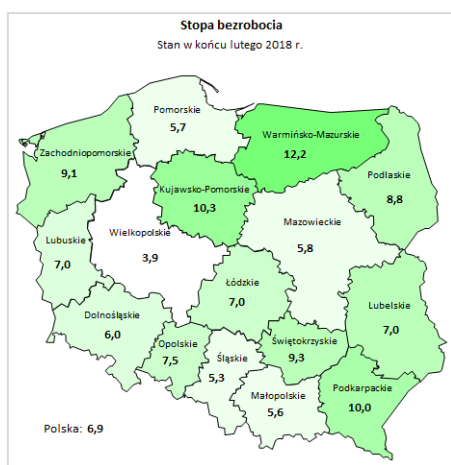 Stopa bezrobocia
Stan w końcu lutego 2018 r.
Pomorskie
5,7
Warmińsko-Mazurskie
12,2
Zachodniopomorskie
9,1
Podlaskie
8,8
Kujawsko-Pomorskie
10,3
Mazowieckie
5,8
Wielkopolskie
3,9
Lubuskie
7,0
Łódzkie
7,0
Lubelskie
7,0
Dolnośląskie
6,0
Opolskie
7,5
Śląskie
5,3
Świętokrzyskie
9,3
Małopolskie
5,6
Podkarpackie
10,0
Polska: 6,9